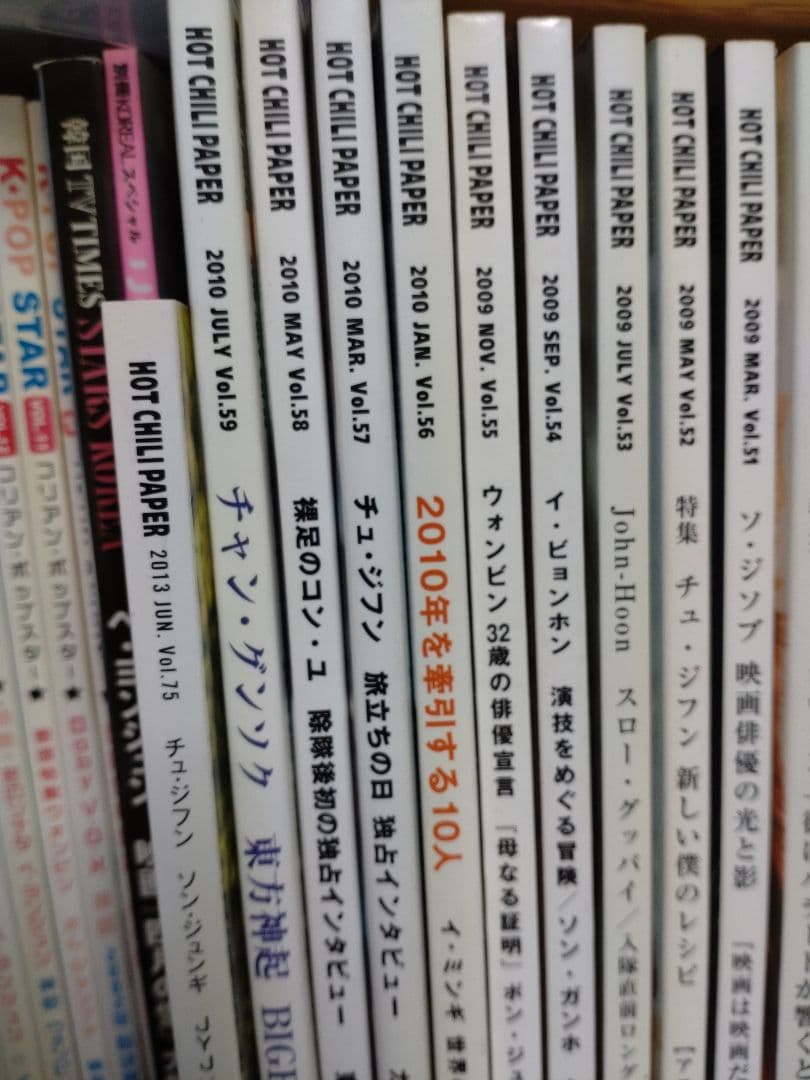 K・POP STAR
韓国TVTIMES STARS KOREA
別冊KOREALスペシャル
HOT CHILI PAPER 2013 JUN. Vol.75 チュ・ジフン ソン・ジュンギ
HOT CHILI PAPER 2010 JULY Vol.59 チャン・グンソク 東方神起
HOT CHILI PAPER 2010 MAY Vol.58 裸足のコン・ユ 除隊後初の独占インタビュー
HOT CHILI PAPER 2010 MAR. Vol.57 チュ・ジフン 旅立ちの日 独占インタビュー
HOT CHILI PAPER 2010 JAN. Vol.56 2010年を牽引する10人 イ・ミンギ
HOT CHILI PAPER 2009 NOV. Vol.55 ウォンビン 32歳の俳優宣言 『母なる証明』 ポン・
HOT CHILI PAPER 2009 SEP. Vol.54 イ・ビョンホン 演技をめぐる冒険/ソン・ガンホ
HOT CHILI PAPER 2009 JULY Vol.53 John-Hoon スロー・グッバイ/入隊直前ロング
HOT CHILI PAPER 2009 MAY Vol.52 特集 チュ・ジフン 新しい僕のレシピ
HOT CHILI PAPER 2009 MAR. Vol.51 ソ・ジソブ 映画俳優の光と影 『映画は映画だ